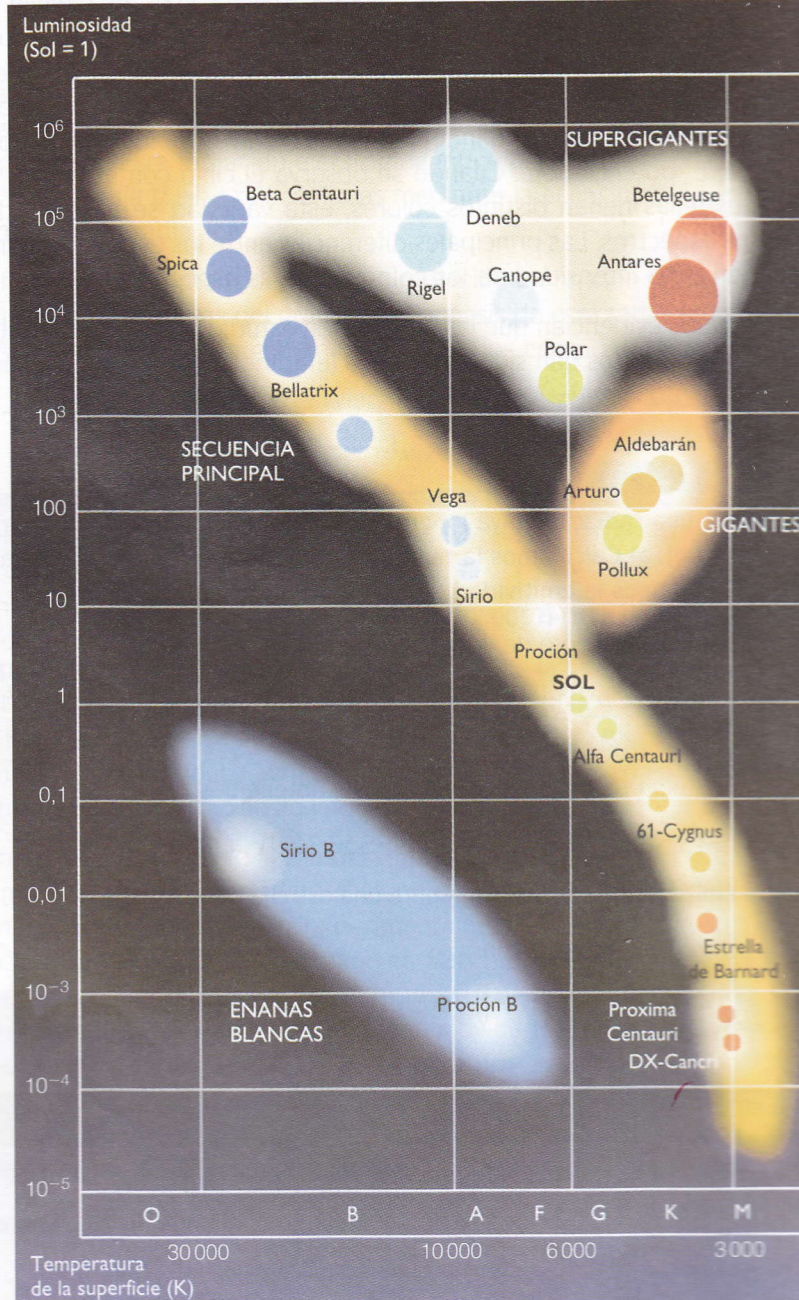 Luminosidad
(Sol = 1)
10⁶
SUPERGIGANTES
Beta Centauri
Betelgeuse
10⁵
Deneb
Spica
Antares
Rigel
Canope
10⁴
Polar
Bellatrix
10³
SECUENCIA
PRINCIPAL
Aldebarán
Vega
Arturo
100
GIGANTES
Pollux
Sirio
10
Proción
SOL
1
Alfa Centauri
0,1
61-Cygnus
Sirio B
0,01
Estrella
de Barnard
10⁻³
ENANAS
BLANCAS
Proción B
Proxima
Centauri
DX-Cancri
10⁻⁴
10⁻⁵
O B A F G K M
30 000 10 000 6 000 3 000
Temperatura
de la superficie (K)